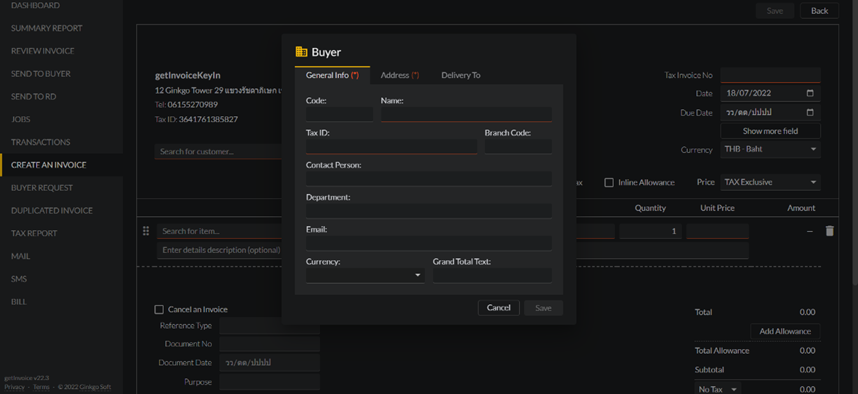 DASHBOARD
SUMMARY REPORT
REVIEW INVOICE
SEND TO BUYER
SEND TO RD
JOBS
TRANSACTIONS
CREATE AN INVOICE
BUYER REQUEST
DUPLICATED INVOICE
TAX REPORT
MAIL
SMS
BILL
getinvoice v22.3
Privacy - Terms - © 2022 Ginkgo Soft
Save Back
getInvoiceKeyIn
12 Ginkgo Tower 29 แขวงรัชดาภิเษก
Tel: 06155270989
Tax ID: 3641761385827
Search for customer...
Tax Invoice No
Date 18/07/2022
Due Date วว/ดด/ปปปป
Show more field
Currency THB - Baht
Inline Allowance Price TAX Exclusive
Quantity Unit Price Amount
Search for item... 1 –
Enter details description (optional)
Buyer
General Info (*) Address (*) Delivery To
Code: Name:
Tax ID: Branch Code:
Contact Person:
Department:
Email:
Currency: Grand Total Text:
Cancel Save
Cancel an Invoice
Reference Type
Document No
Document Date วว/ดด/ปปปป
Purpose
Total 0.00
Add Allowance
Total Allowance 0.00
Subtotal 0.00
No Tax 0.00